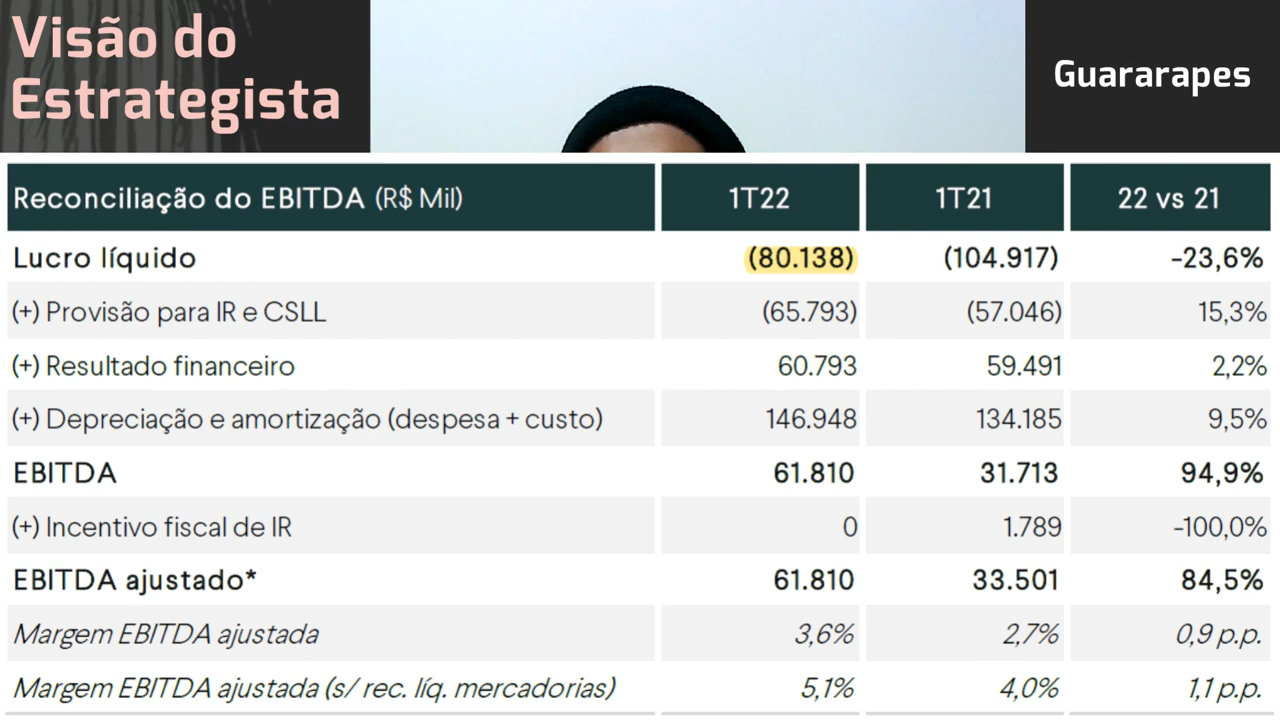 Visão do
Estrategista
Guararapes
Reconciliação do EBITDA (R$ Mil) 1T22 1T21 22 vs 21
Lucro líquido (80.138) (104.917) -23,6%
(+) Provisão para IR e CSLL (65.793) (57.046) 15,3%
(+) Resultado financeiro 60.793 59.491 2,2%
(+) Depreciação e amortização (despesa + custo) 146.948 134.185 9,5%
EBITDA 61.810 31.713 94,9%
(+) Incentivo fiscal de IR 0 1.789 -100,0%
EBITDA ajustado* 61.810 33.501 84,5%
Margem EBITDA ajustada 3,6% 2,7% 0,9 p.p.
Margem EBITDA ajustada (s/ rec. líq. mercadorias) 5,1% 4,0% 1,1 p.p.